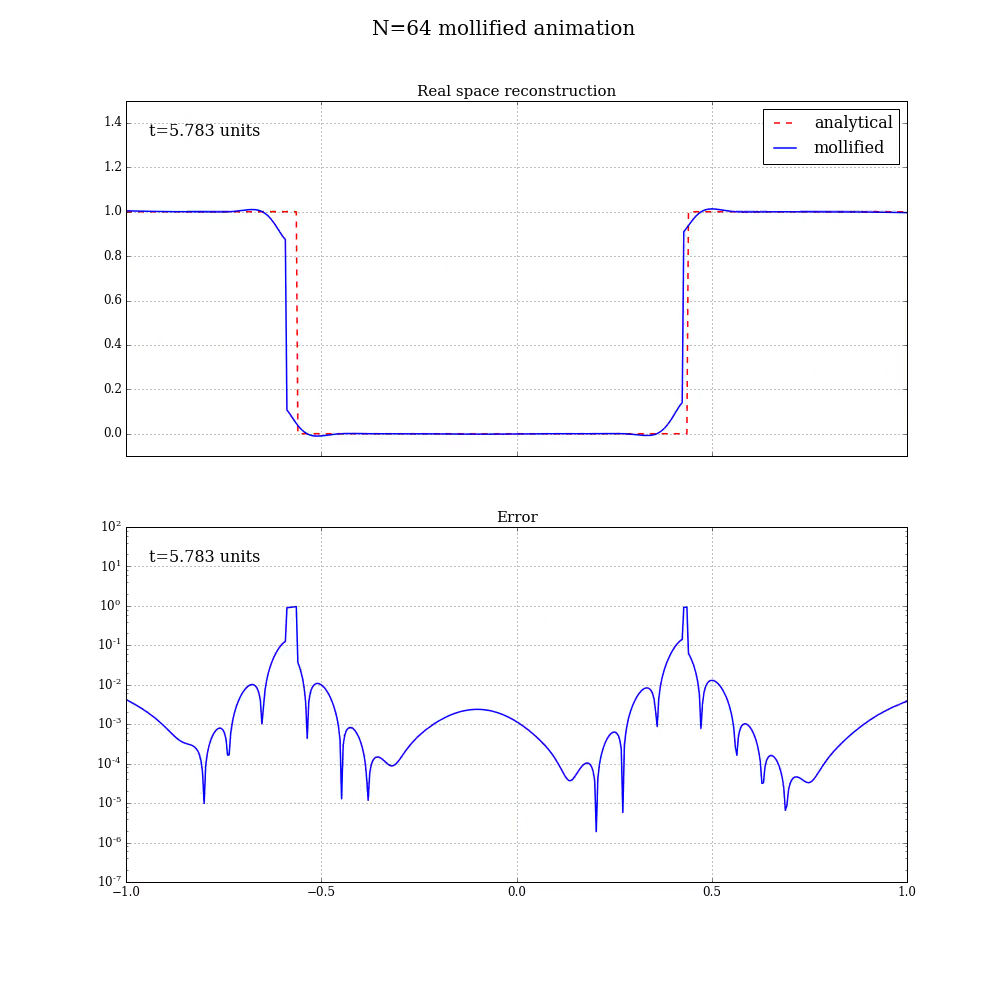 N=64 mollified animation
Real space reconstruction
t=5.783 units
analytical
mollified
1.4
1.2
1.0
0.8
0.6
0.4
0.2
0.0
Error
t=5.783 units
10²
10¹
10⁰
10⁻¹
10⁻²
10⁻³
10⁻⁴
10⁻⁵
10⁻⁶
10⁻⁷
−1.0 −0.5 0.0 0.5 1.0